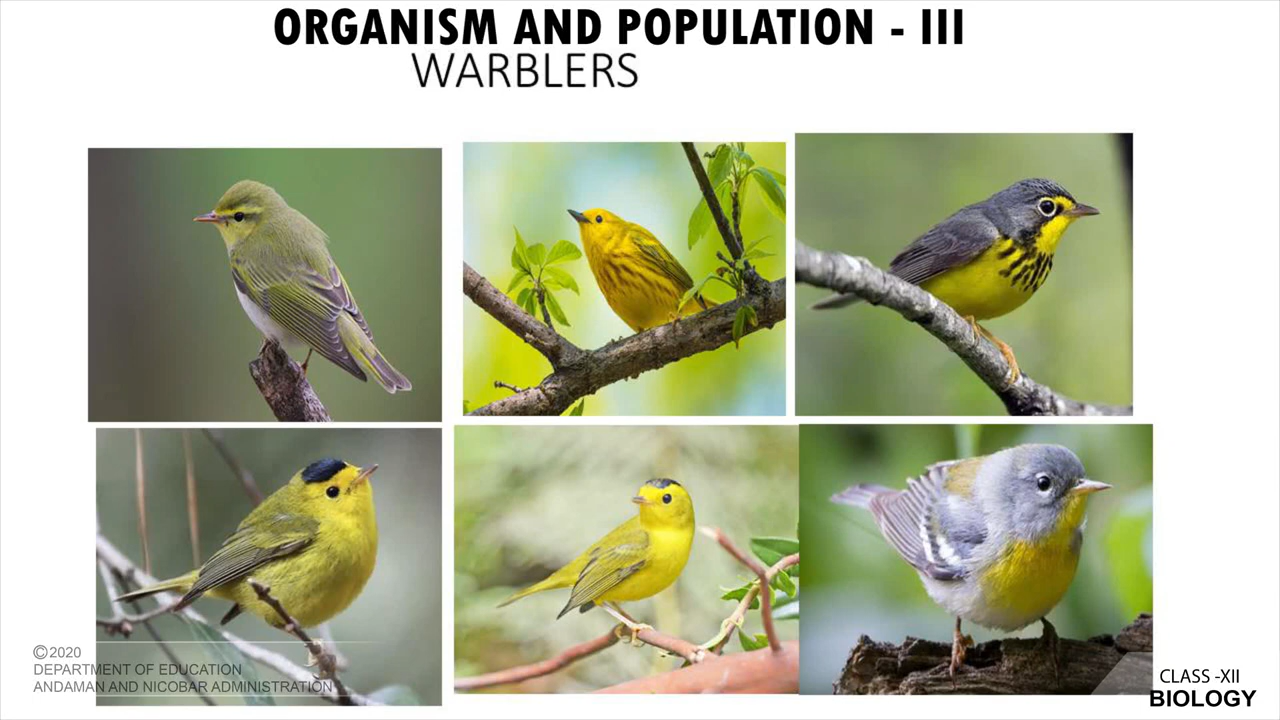 ORGANISM AND POPULATION - III
WARBLERS
©2020
DEPARTMENT OF EDUCATION
ANDAMAN AND NICOBAR ADMINISTRATION
CLASS -XII
BIOLOGY